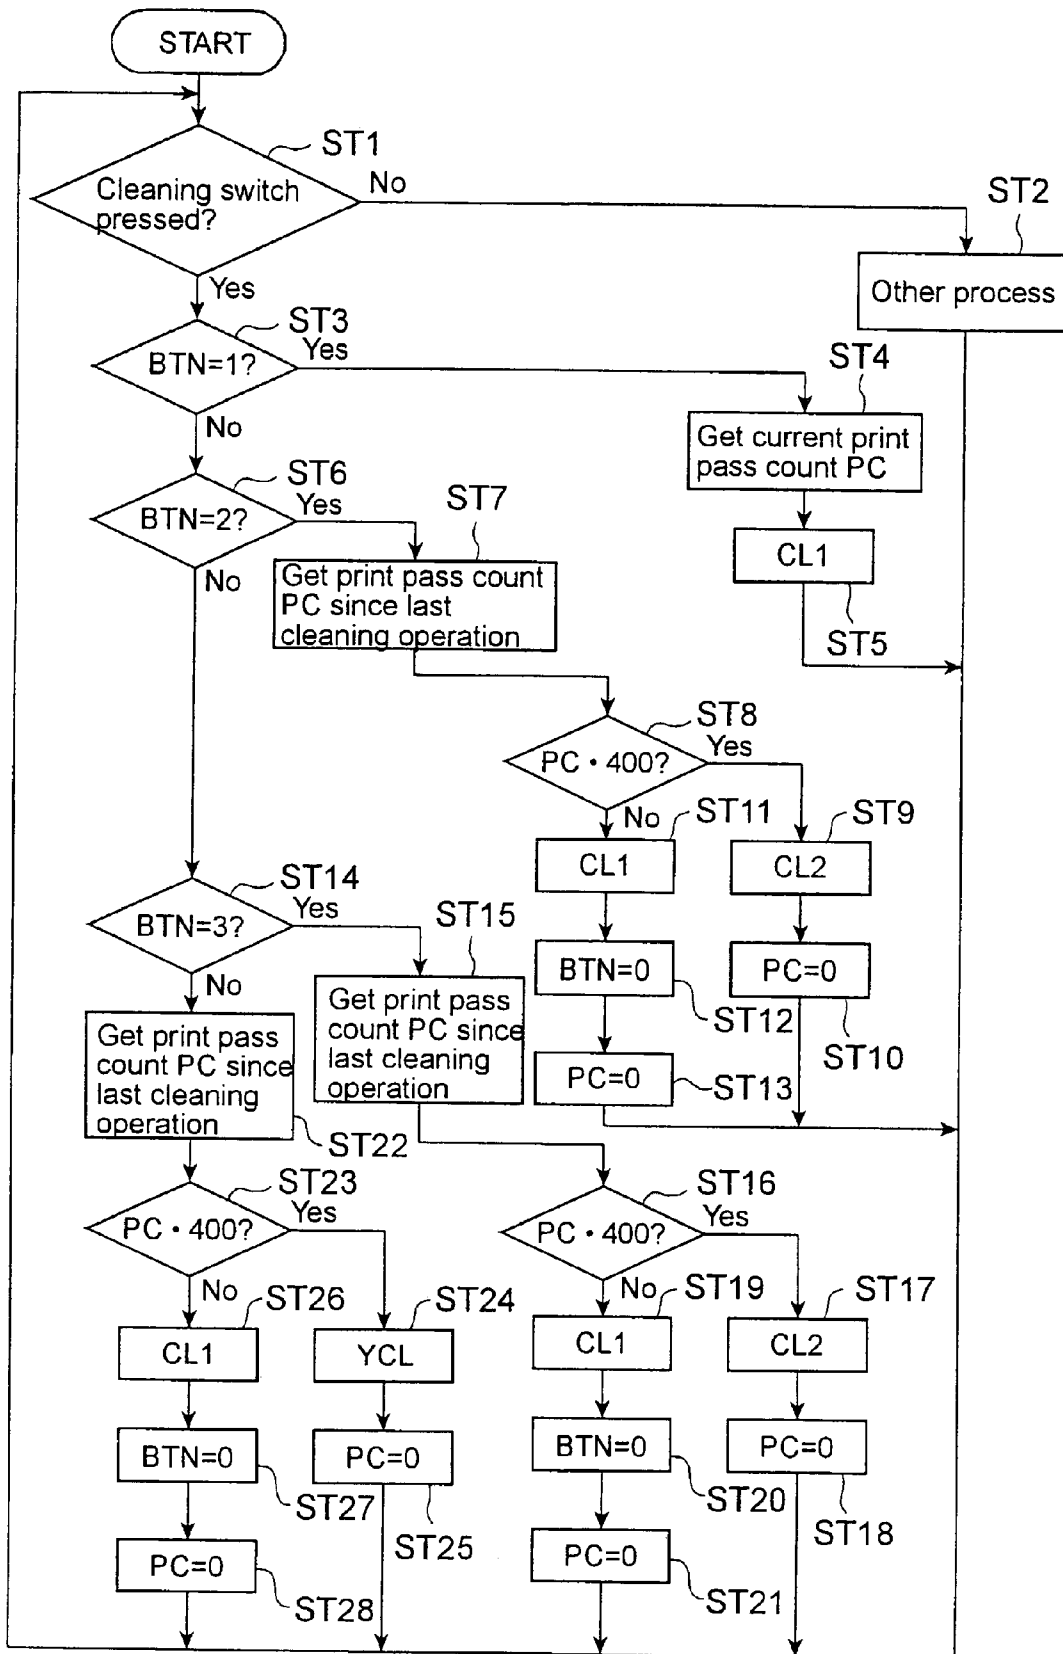 START
ST1
Cleaning switch
pressed?
No
Yes
ST2
Other process
ST3
BTN=1?
Yes
No
ST4
Get current print
pass count PC
CL1
ST5
ST6
BTN=2?
Yes
No
ST7
Get print pass count
PC since last
cleaning operation
ST8
PC • 400?
Yes
No
ST11
CL1
ST9
CL2
BTN=0
ST12
PC=0
ST10
PC=0
ST13
ST14
BTN=3?
Yes
No
ST15
Get print pass
count PC since
last cleaning
operation
Get print pass
count PC since
last cleaning
operation
ST22
ST23
PC • 400?
Yes
No
ST16
PC • 400?
Yes
No
ST26
CL1
ST24
YCL
ST19
CL1
ST17
CL2
BTN=0
ST27
PC=0
ST25
BTN=0
ST20
PC=0
ST18
PC=0
ST28
PC=0
ST21